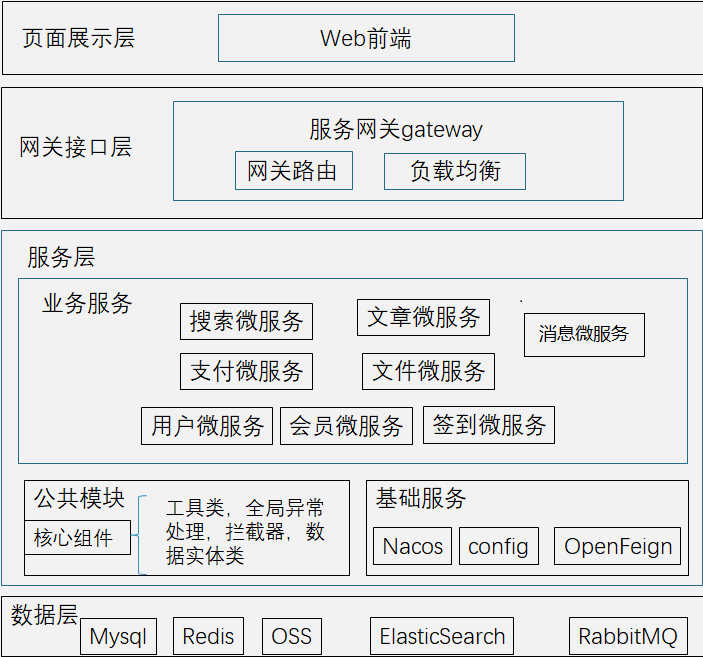 页面展示层
Web前端
网关接口层
服务网关gateway
网关路由
负载均衡
服务层
业务服务
搜索微服务
文章微服务
消息微服务
支付微服务
文件微服务
用户微服务
会员微服务
签到微服务
公共模块
核心组件
工具类，全局异常
处理，拦截器，数
据实体类
基础服务
Nacos
config
OpenFeign
数据层
Mysql
Redis
OSS
ElasticSearch
RabbitMQ